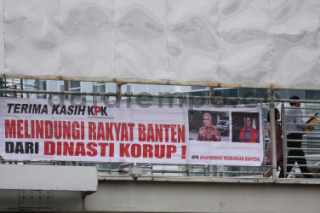 TERIMA KASIH KPK
MELINDUNGI RAKYAT BANTEN
DARI DINASTI KORUP !